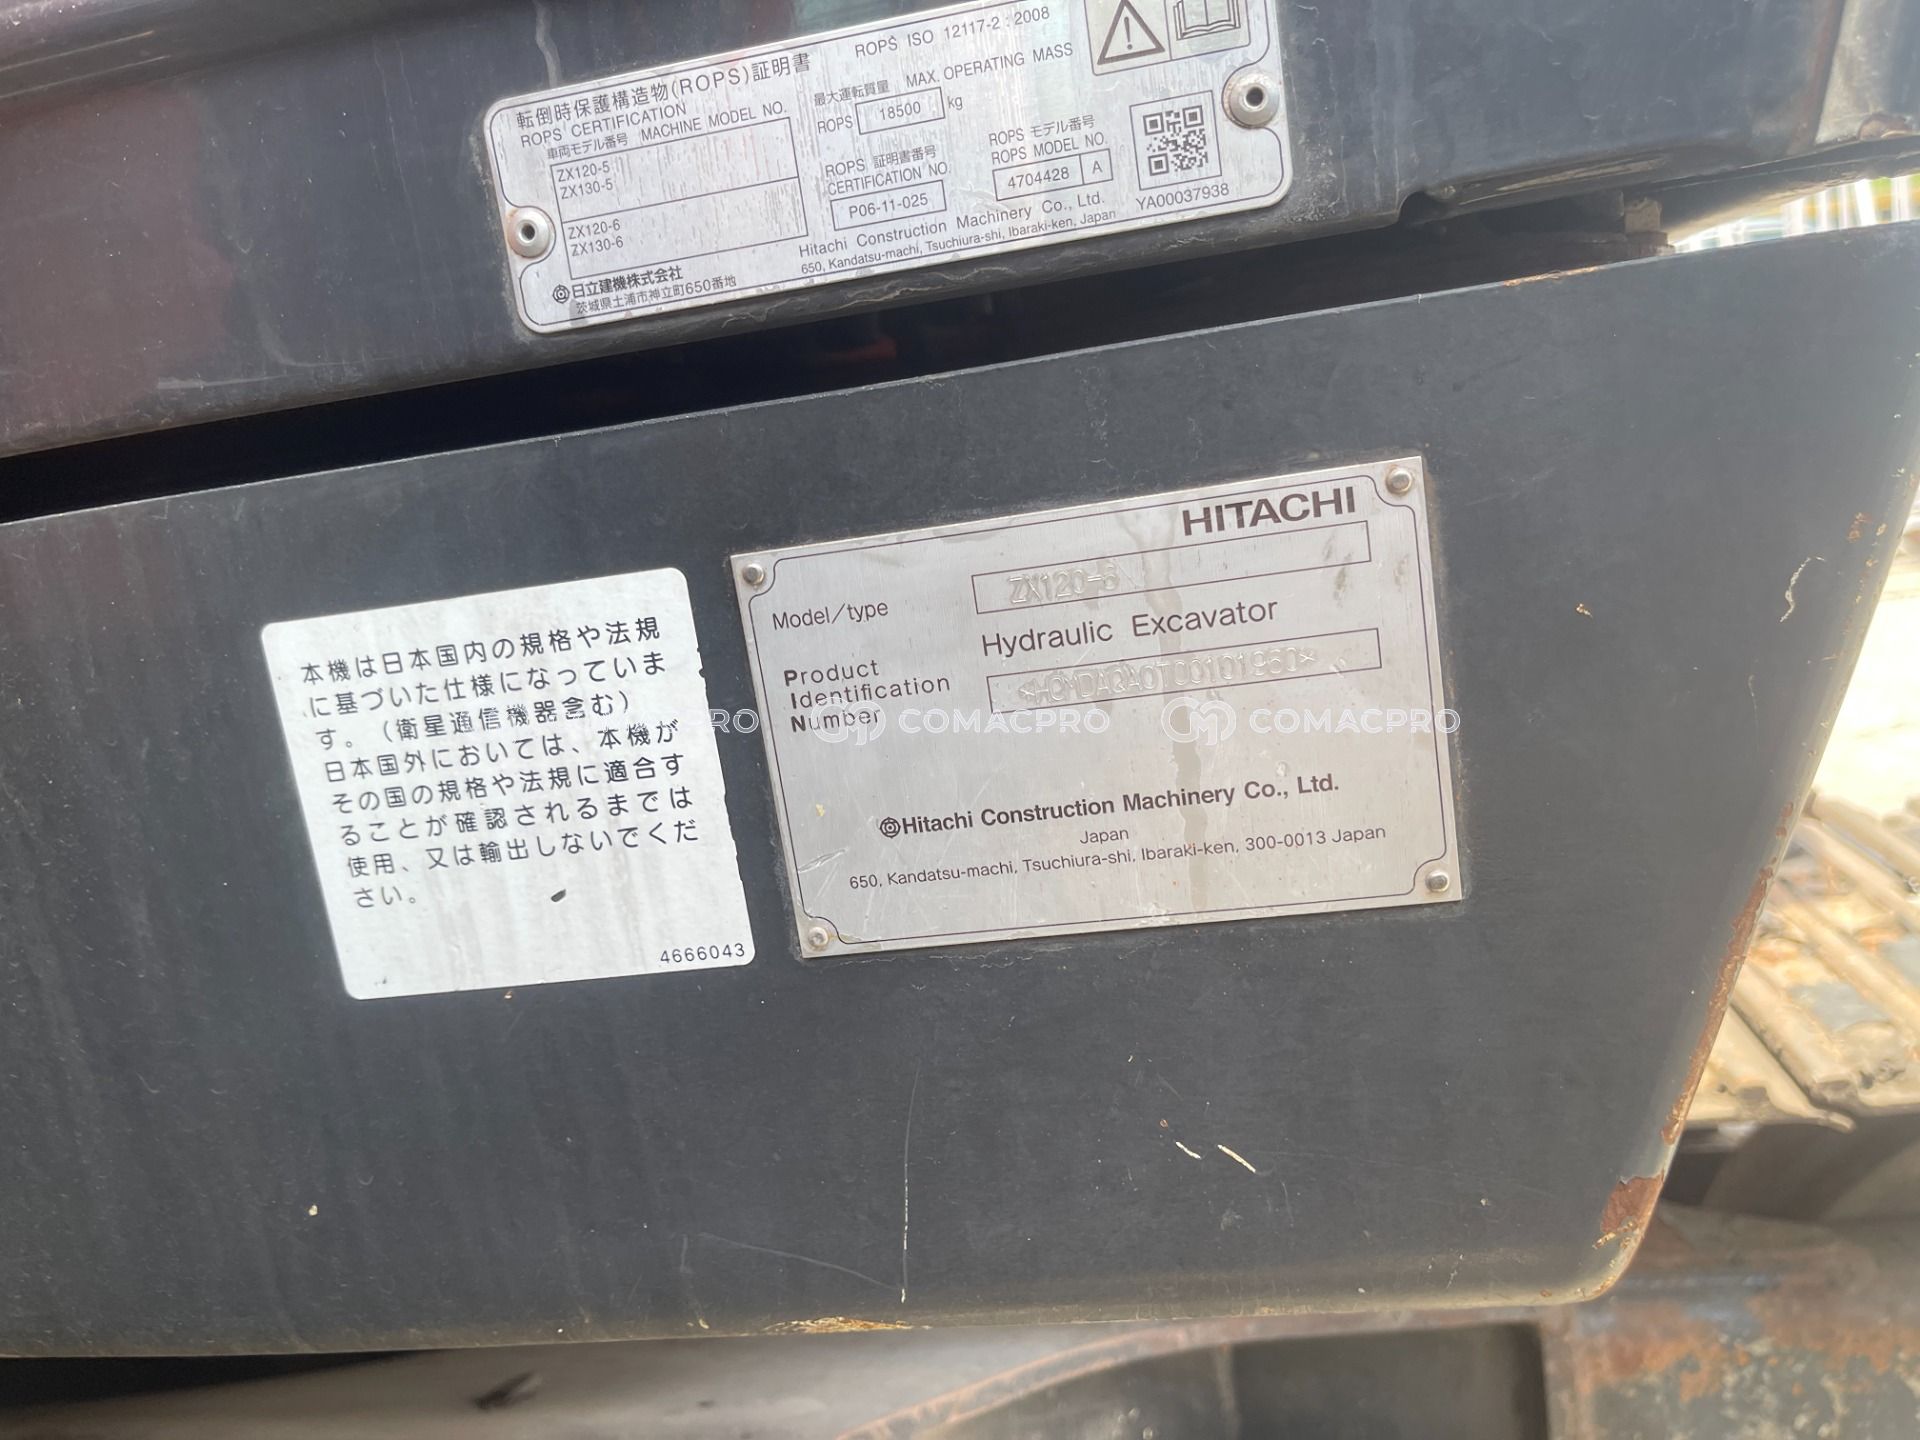 転倒時保護構造物(ROPS)証明書
ROPS CERTIFICATION
車両モデル番号 MACHINE MODEL NO.
ZX120-5
ZX130-5
ZX120-6
ZX130-6
日立建機株式会社
茨城県土浦市神立町650番地
ROPS ISO 12117-2 : 2008
最大運転質量 MAX. OPERATING MASS
ROPS 18500 kg
ROPS 証明書番号
CERTIFICATION NO.
P06-11-025
ROPS モデル番号
ROPS MODEL NO.
4704428 A
Hitachi Construction Machinery Co., Ltd.
650, Kandatsu-machi, Tsuchiura-shi, Ibaraki-ken, Japan
YA00037938
本機は日本国内の規格や法規
に基づいた仕様になっていま
す。（衛星通信機器含む）
日本国外においては、本機が
その国の規格や法規に適合す
ることが確認されるまでは
使用、又は輸出しないでくだ
さい。
4666043
HITACHI
Model/type ZX120-6
Hydraulic Excavator
Product
Identification
Number
Hitachi Construction Machinery Co., Ltd.
Japan
650, Kandatsu-machi, Tsuchiura-shi, Ibaraki-ken, 300-0013 Japan
COMACPRO COMACPRO